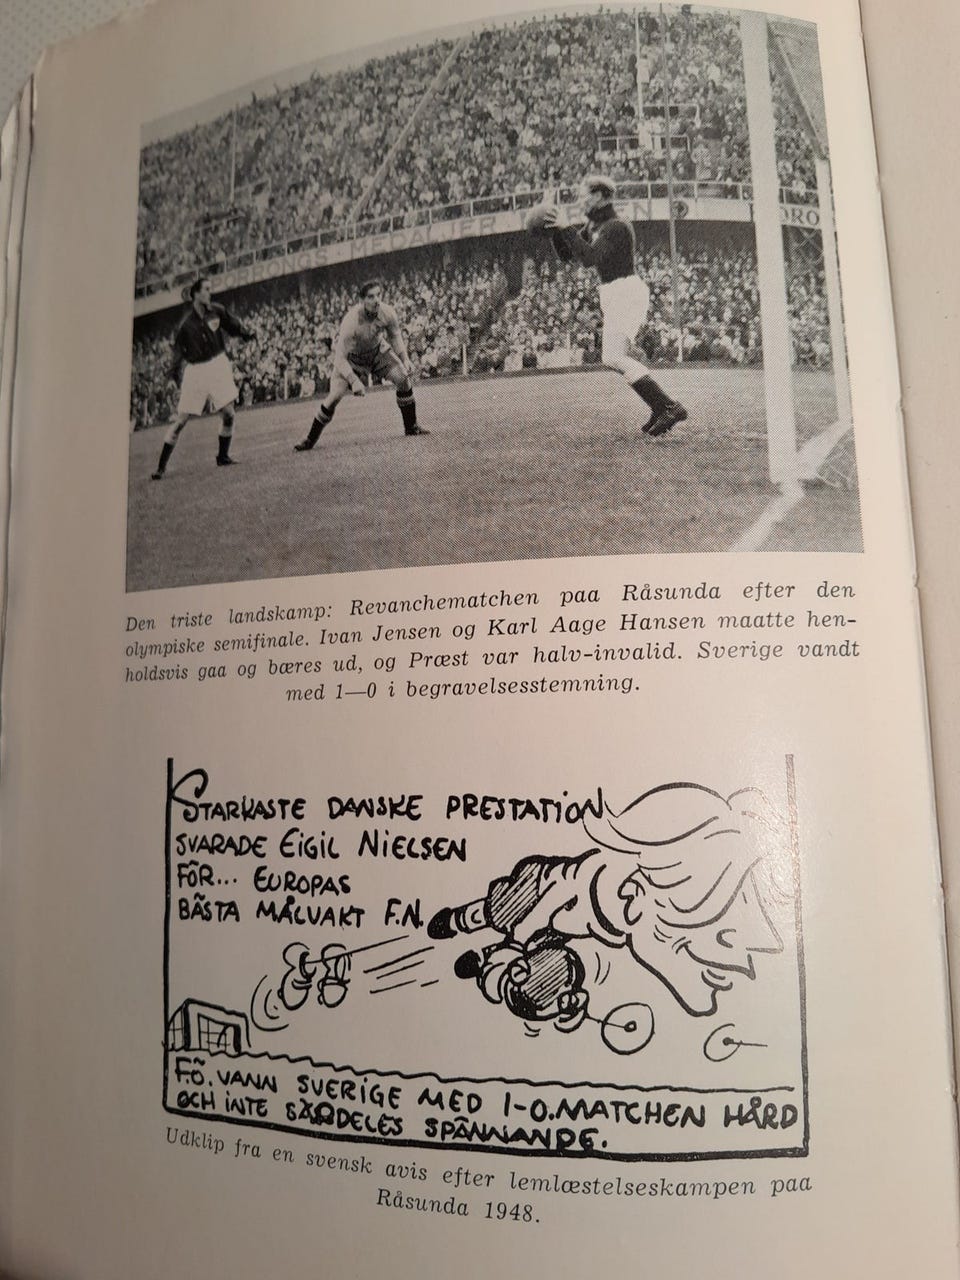 MEDALJER
Den triste landskamp: Revanchematchen paa Råsunda efter den
olympiske semifinale. Ivan Jensen og Karl Aage Hansen maatte hen-
holdsvis gaa og bæres ud, og Præst var halv-invalid. Sverige vandt
med 1—0 i begravelsesstemning.
STARKASTE DANSKE PRESTATION
SVARADE EIGIL NIELSEN
FÖR... EUROPAS
BÄSTA MÅLVAKT F.N.
F.Ö. VANN SVERIGE MED 1-0. MATCHEN HÅRD
OCH INTE SÄRDELES SPÄNNANDE.
Udklip fra en svensk avis efter lemlæstelseskampen paa
Råsunda 1948.